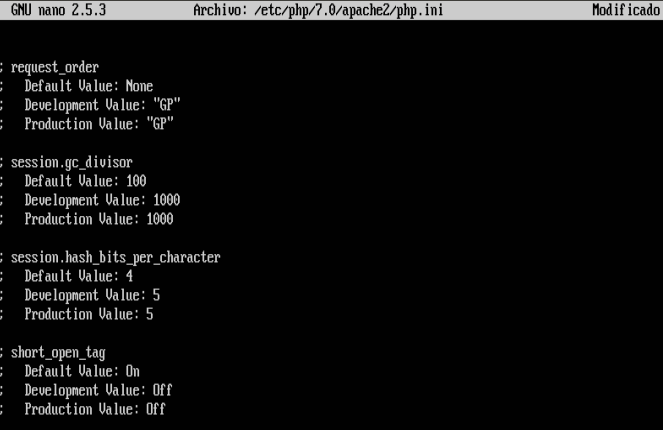 GNU nano 2.5.3 Archivo: /etc/php/7.0/apache2/php.ini Modificado
; request_order
;   Default Value: None
;   Development Value: "GP"
;   Production Value: "GP"
; session.gc_divisor
;   Default Value: 100
;   Development Value: 1000
;   Production Value: 1000
; session.hash_bits_per_character
;   Default Value: 4
;   Development Value: 5
;   Production Value: 5
; short_open_tag
;   Default Value: On
;   Development Value: Off
;   Production Value: Off